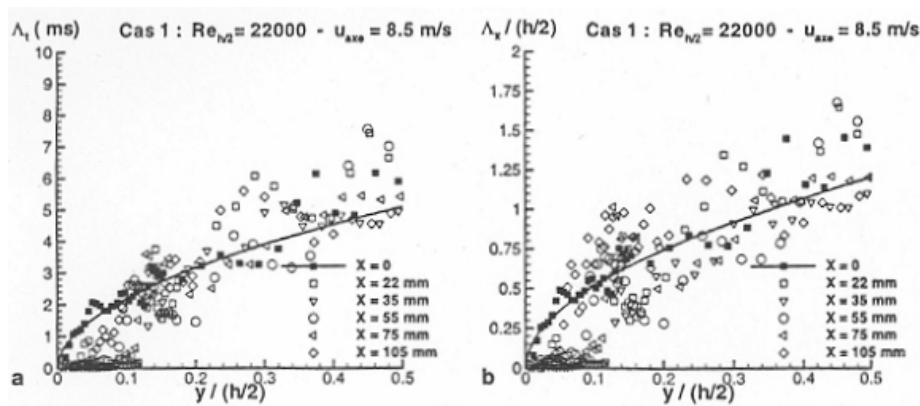 Λt ( ms)
Cas 1 : Reh/2= 22000 - uaxe = 8.5 m/s
10
9
8
7
6
5
4
3
2
1
0
0
0.1
0.2
0.3
0.4
0.5
y / (h/2)
X = 0
X = 22 mm
X = 35 mm
X = 55 mm
X = 75 mm
X = 105 mm
a
Λx / (h/2)
Cas 1 : Reh/2= 22000 - uaxe = 8.5 m/s
2
1.75
1.5
1.25
1
0.75
0.5
0.25
0
0
0.1
0.2
0.3
0.4
0.5
y / (h/2)
X = 0
X = 22 mm
X = 35 mm
X = 55 mm
X = 75 mm
X = 105 mm
b